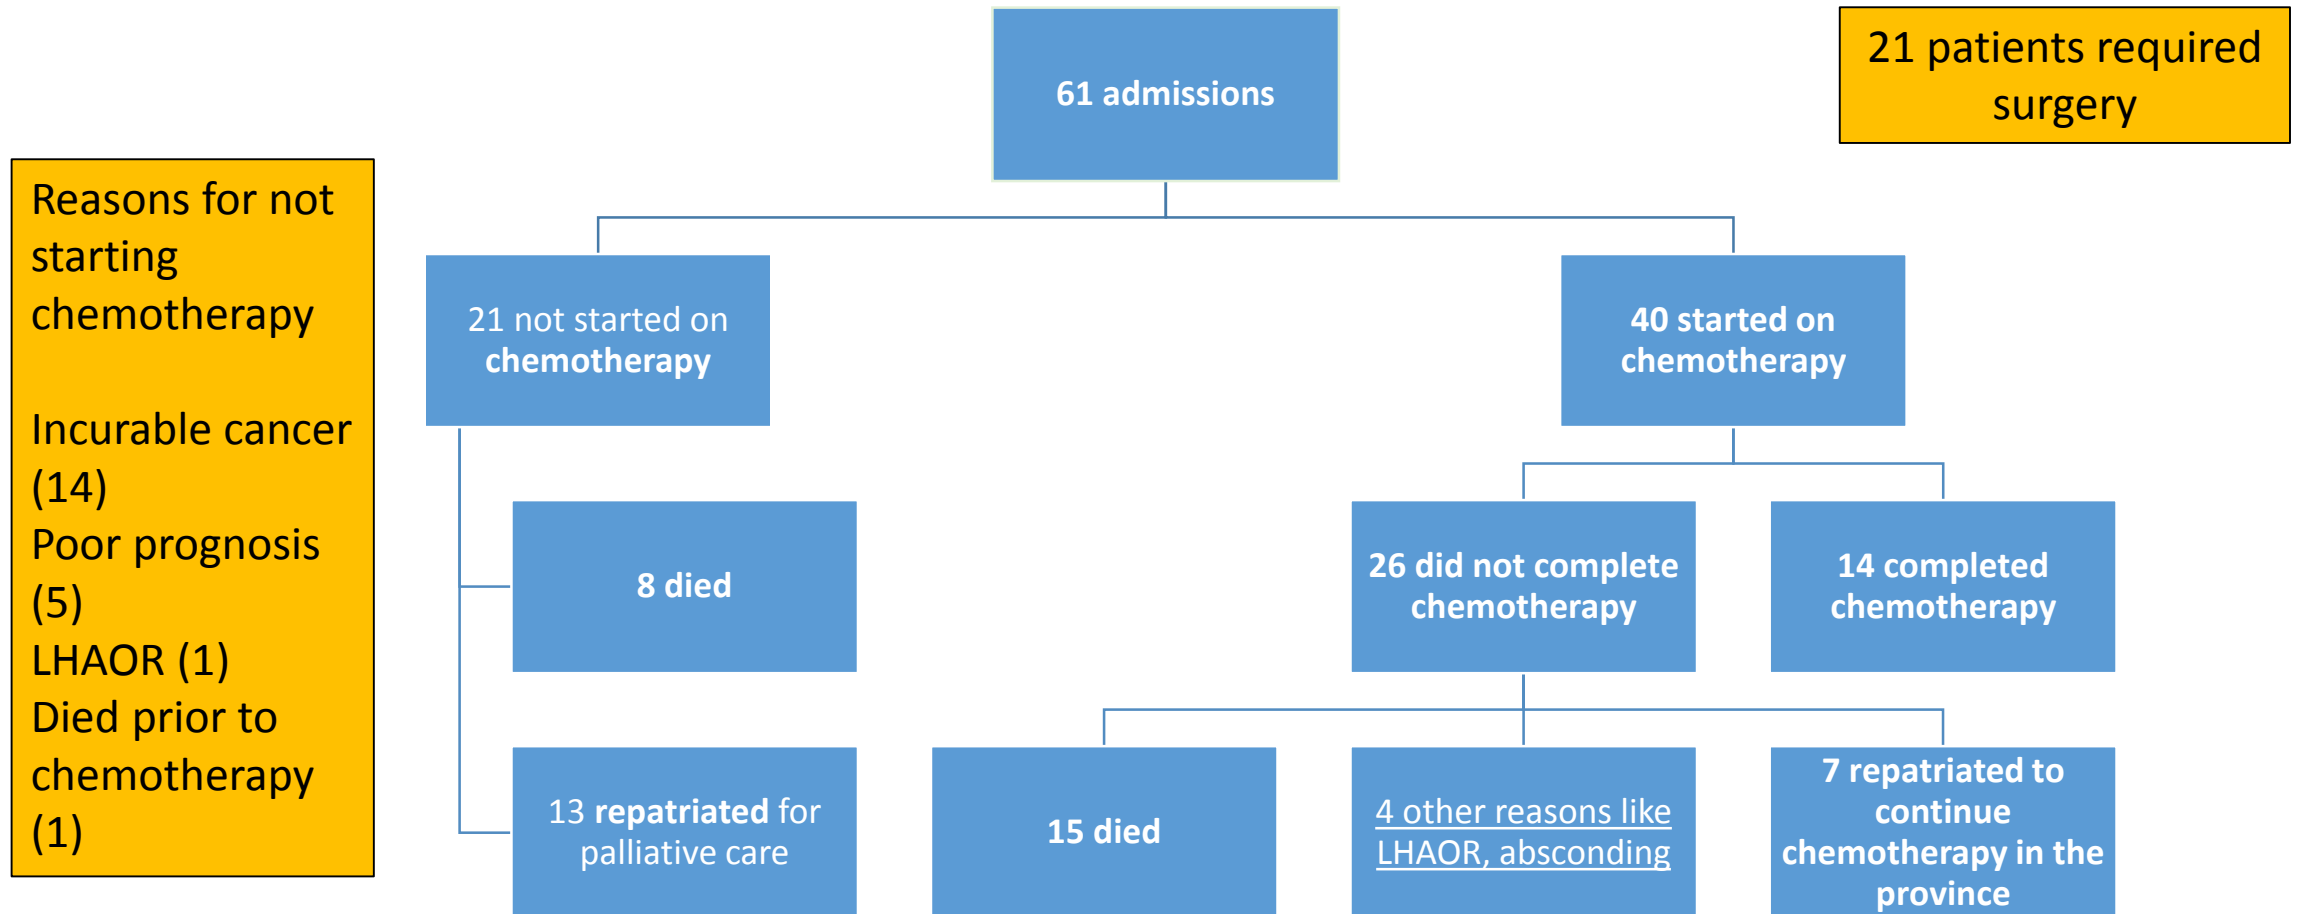 61 admissions
21 patients required
surgery
Reasons for not
starting
chemotherapy
Incurable cancer
(14)
Poor prognosis
(5)
LHAOR (1)
Died prior to
chemotherapy
(1)
21 not started on
chemotherapy
40 started on
chemotherapy
8 died
26 did not complete
chemotherapy
14 completed
chemotherapy
13 repatriated for
palliative care
15 died
4 other reasons like
LHAOR, absconding
7 repatriated to
continue
chemotherapy in the
province